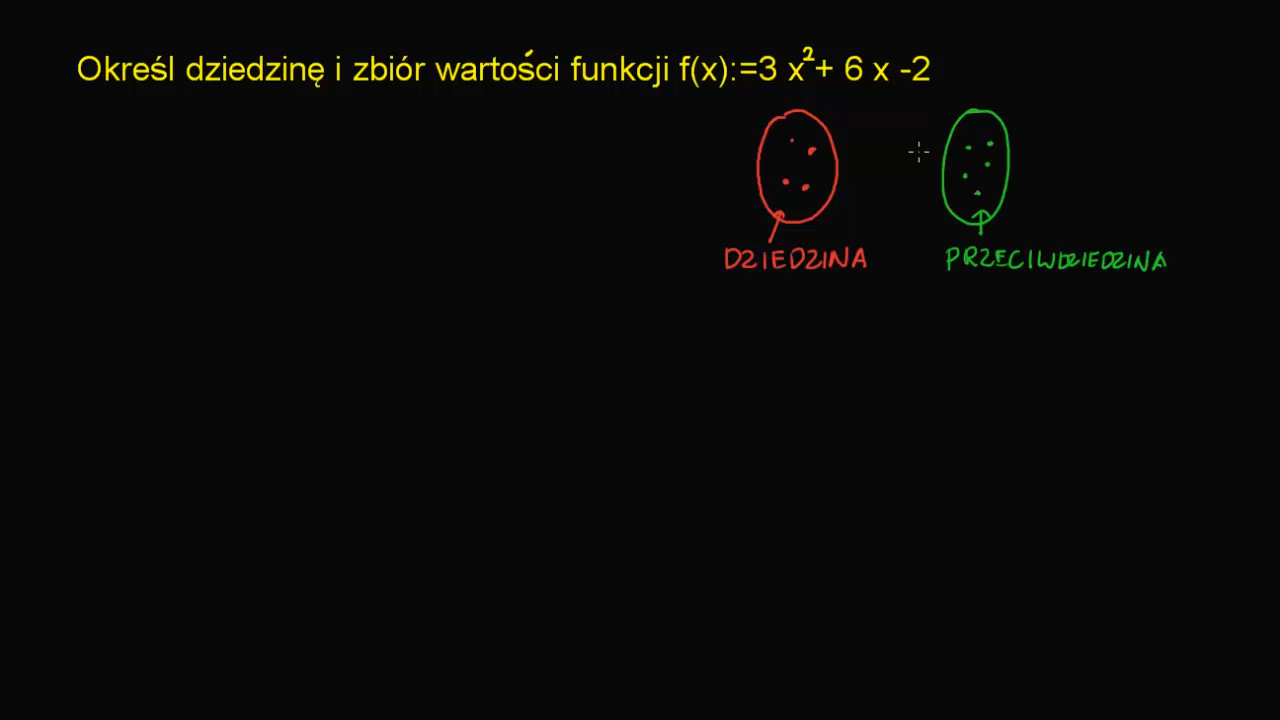 Określ dziedzinę i zbiór wartości funkcji f(x):=3 x²+ 6 x -2
DZIEDZINA PRZECIWDZIEDZINA